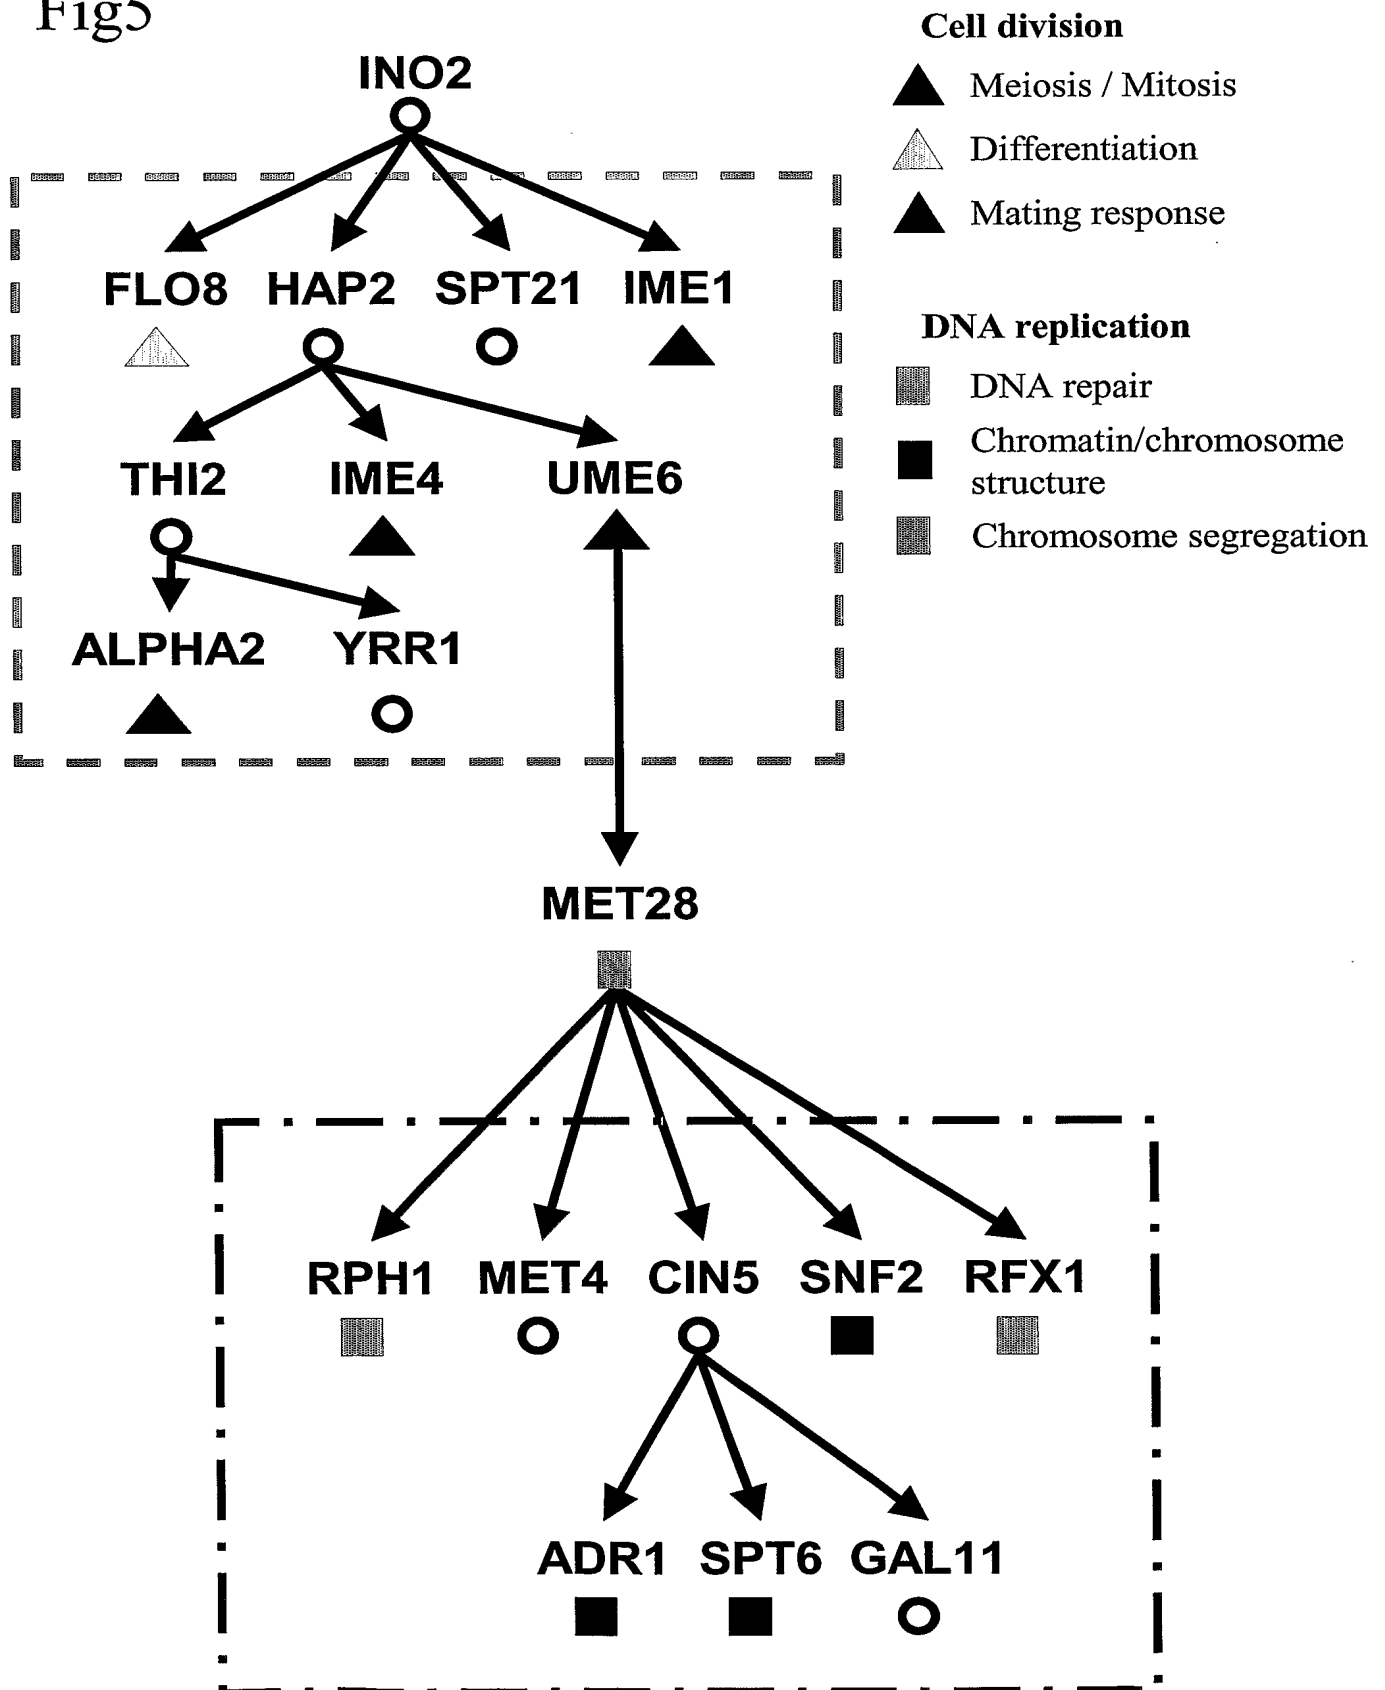 Fig5
INO2
FLO8 HAP2 SPT21 IME1
THI2 IME4 UME6
ALPHA2 YRR1
MET28
RPH1 MET4 CIN5 SNF2 RFX1
ADR1 SPT6 GAL11
Cell division
Meiosis / Mitosis
Differentiation
Mating response
DNA replication
DNA repair
Chromatin/chromosome
structure
Chromosome segregation